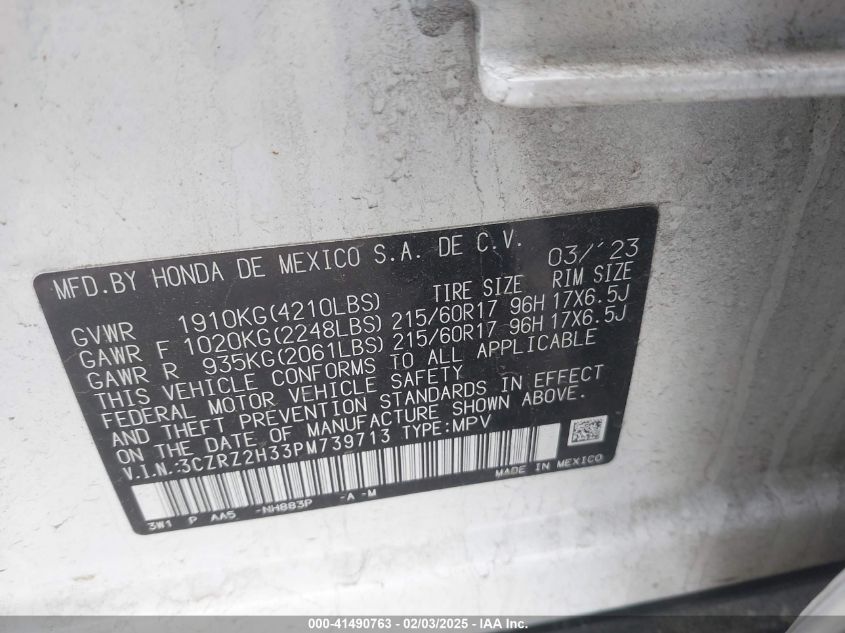 MFD.BY HONDA DE MEXICO S.A. DE C.V. 03/'23
TIRE SIZE RIM SIZE
GVWR 1910KG(4210LBS)
GAWR F 1020KG(2248LBS) 215/60R17 96H 17X6.5J
GAWR R 935KG(2061LBS) 215/60R17 96H 17X6.5J
THIS VEHICLE CONFORMS TO ALL APPLICABLE
FEDERAL MOTOR VEHICLE SAFETY
AND THEFT PREVENTION STANDARDS IN EFFECT
ON THE DATE OF MANUFACTURE SHOWN ABOVE.
V.I.N.:3CZRZ2H33PM739713 TYPE:MPV
MADE IN MEXICO
3W1 P AA5 -NH883P -A -M
000-41490763 - 02/03/2025 - IAA Inc.